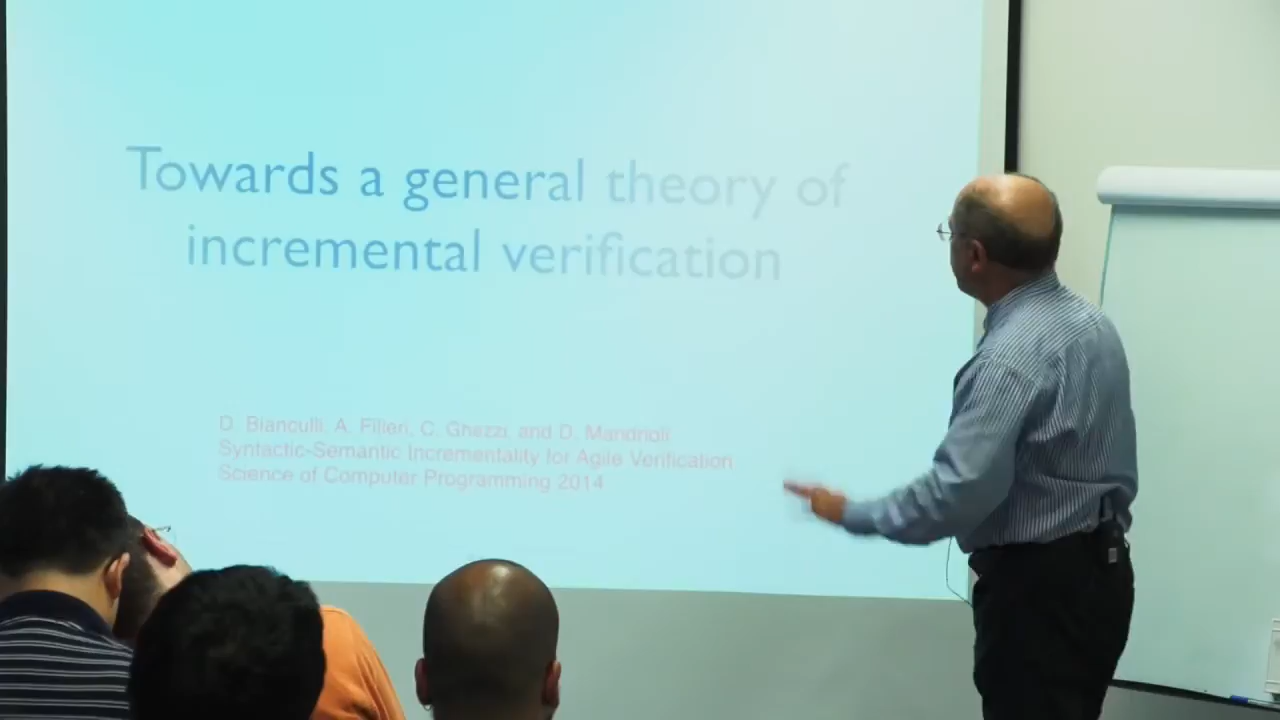 Towards a general theory of
incremental verification
D. Bianculli, A. Filieri, C. Ghezzi, and D. Mandrioli
Syntactic-Semantic Incrementality for Agile Verification
Science of Computer Programming 2014